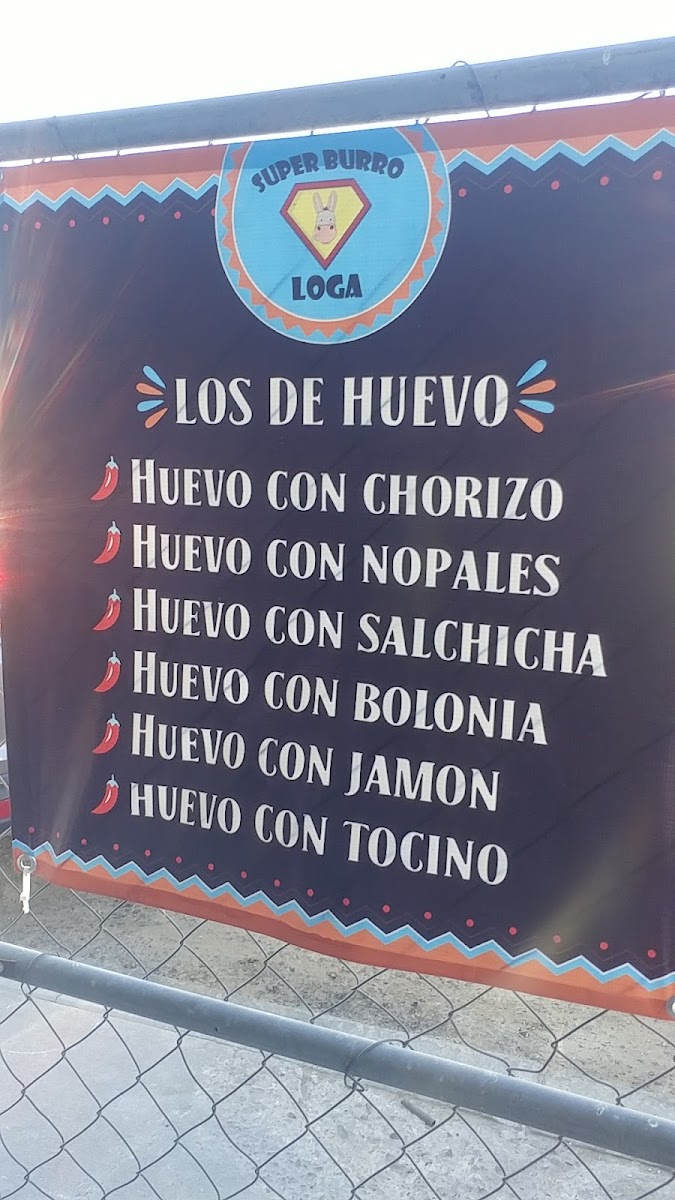 SUPER BURRO
LOGA
LOS DE HUEVO
HUEVO CON CHORIZO
HUEVO CON NOPALES
HUEVO CON SALCHICHA
HUEVO CON BOLONIA
HUEVO CON JAMON
HUEVO CON TOCINO